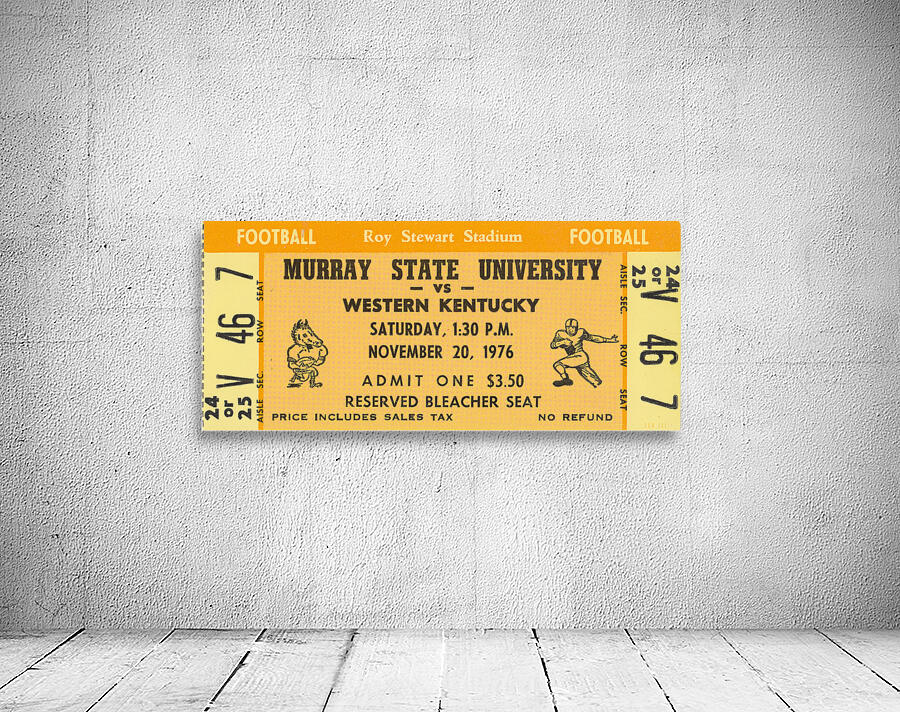 FOOTBALL Roy Stewart Stadium FOOTBALL
MURRAY STATE UNIVERSITY
— VS —
WESTERN KENTUCKY
SATURDAY, 1:30 P.M.
NOVEMBER 20, 1976
ADMIT ONE $3.50
RESERVED BLEACHER SEAT
PRICE INCLUDES SALES TAX NO REFUND
24 or 25 V 46 7
AISLE SEC. ROW SEAT
24 or 25 V 46 7
AISLE SEC. ROW SEAT